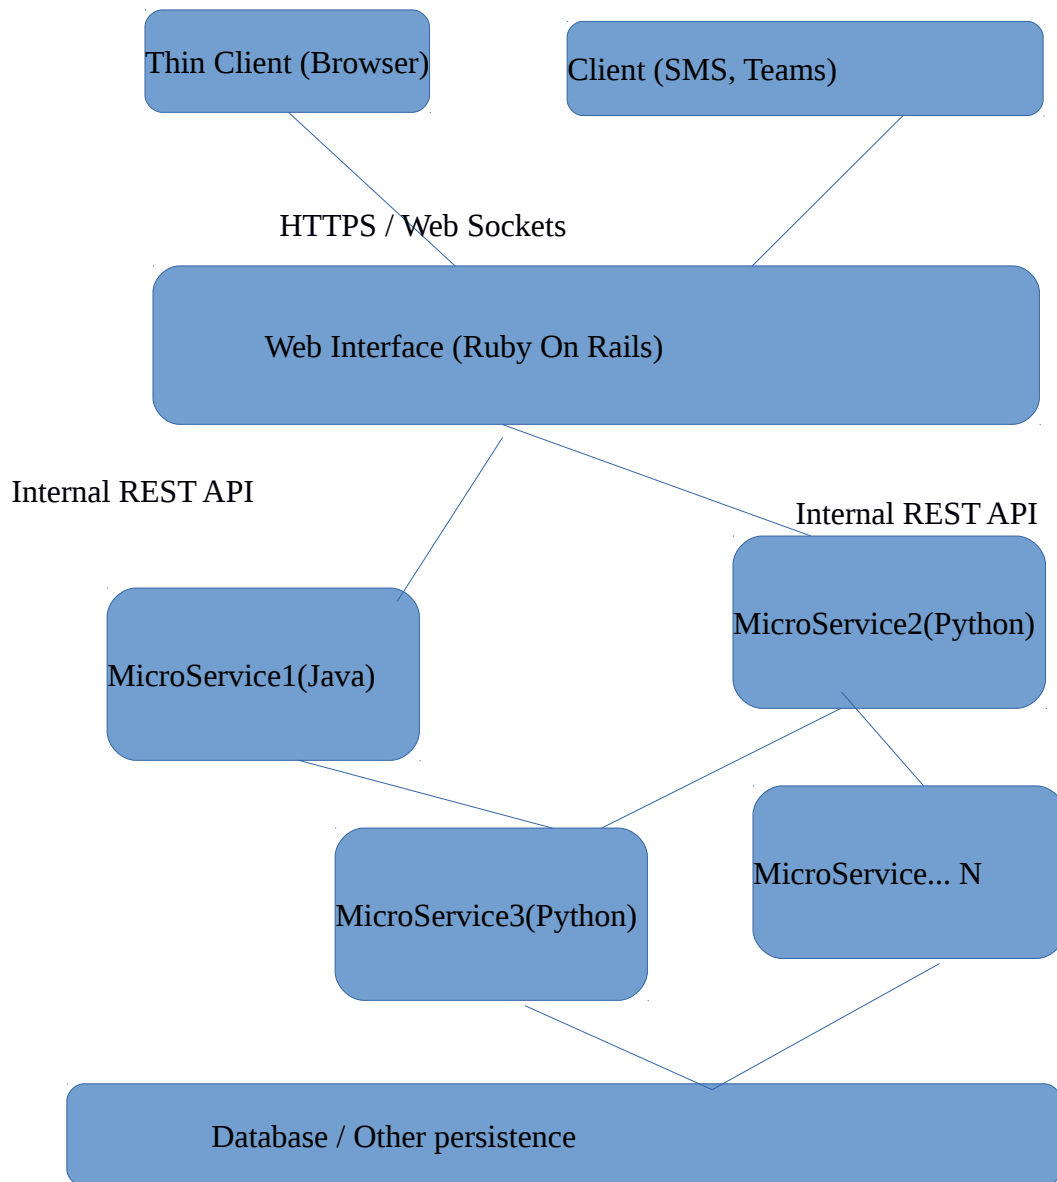 Thin Client (Browser)
Client (SMS, Teams)
HTTPS / Web Sockets
Web Interface (Ruby On Rails)
Internal REST API
Internal REST API
MicroService2(Python)
MicroService1(Java)
MicroService... N
MicroService3(Python)
Database / Other persistence